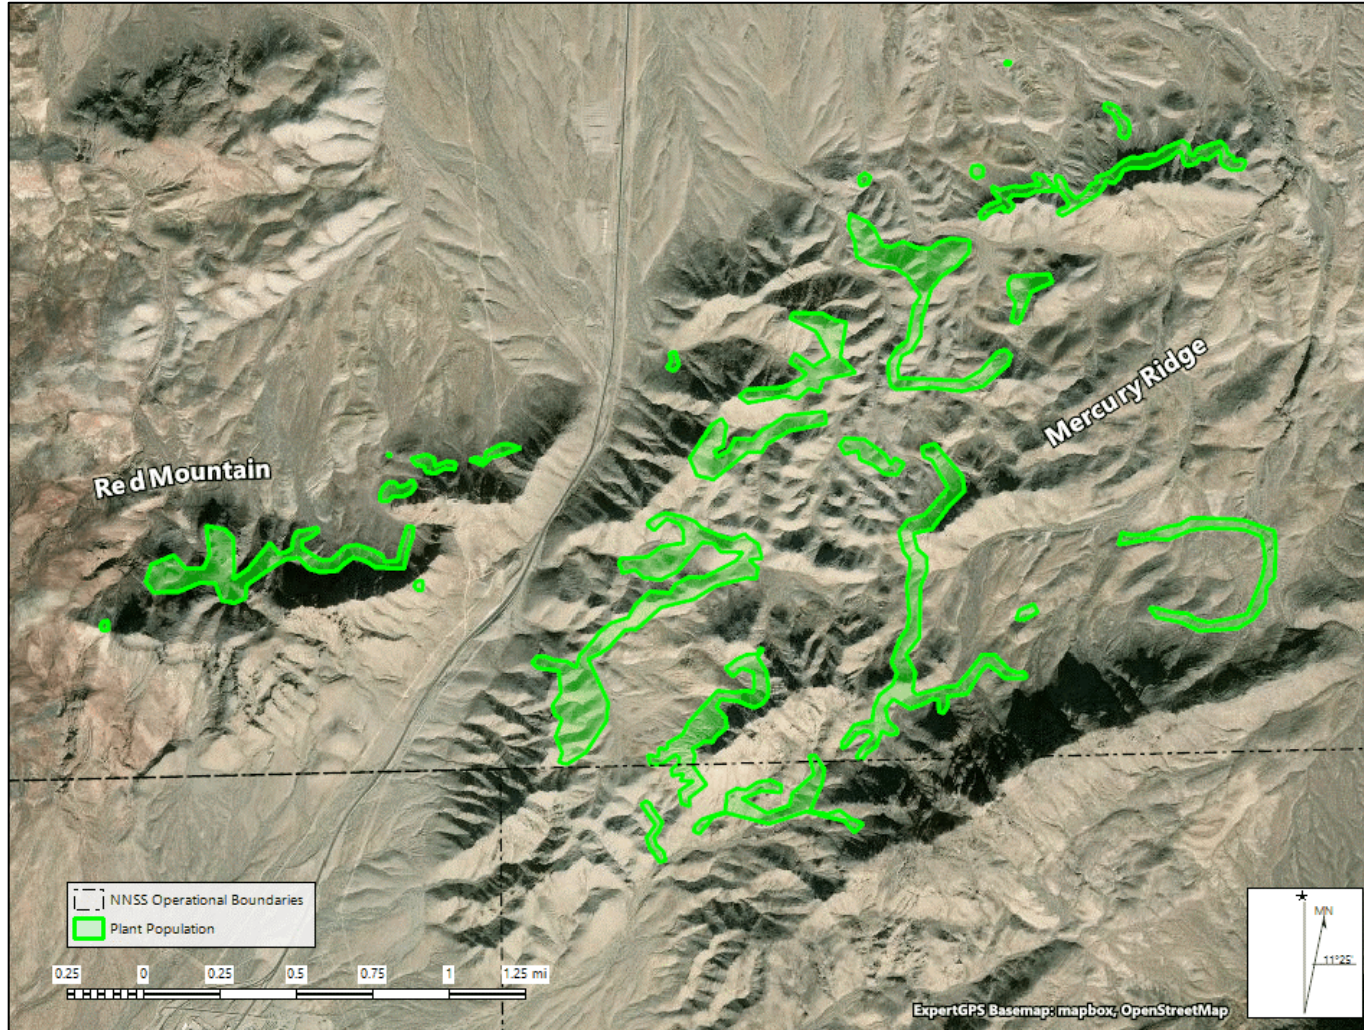 Mercury Ridge
Red Mountain
NNSS Operational Boundaries
Plant Population
MN
11°25'
0.25 0 0.25 0.5 0.75 1 1.25 mi
ExpertGPS Basemap: mapbox, OpenStreetMap